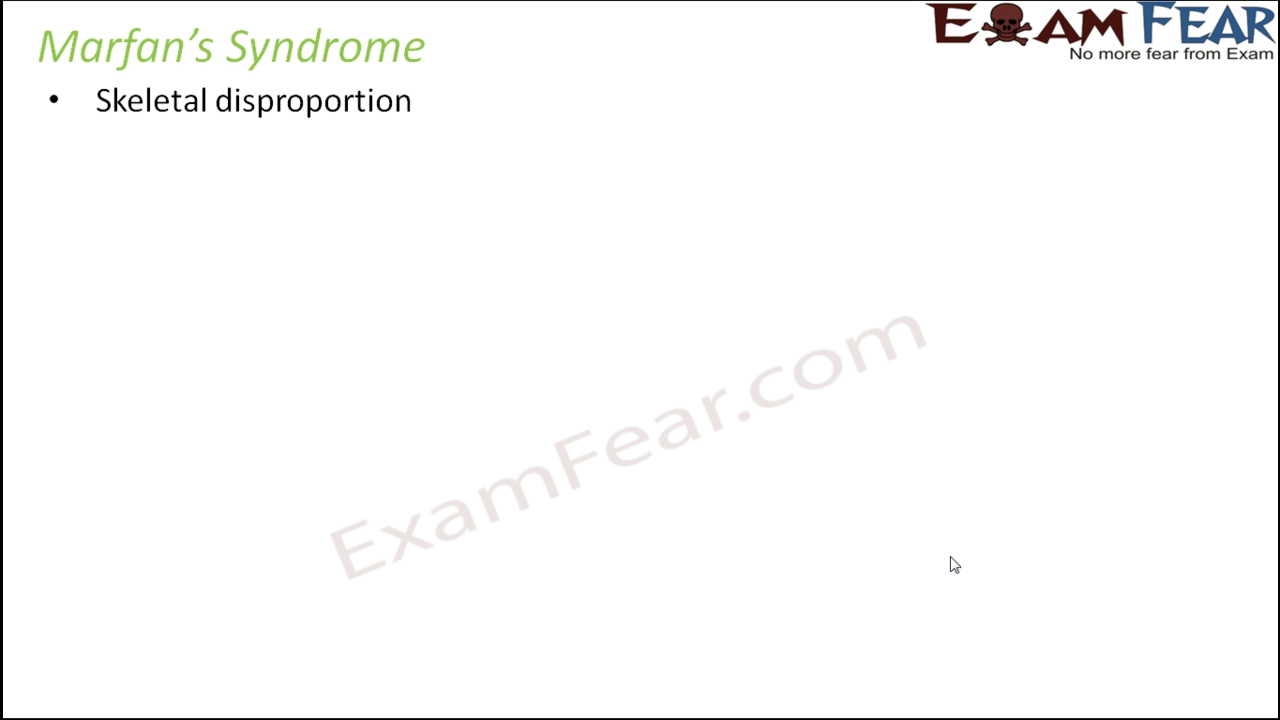 Marfan’s Syndrome
EXAM FEAR
No more fear from Exam
• Skeletal disproportion
ExamFear.com